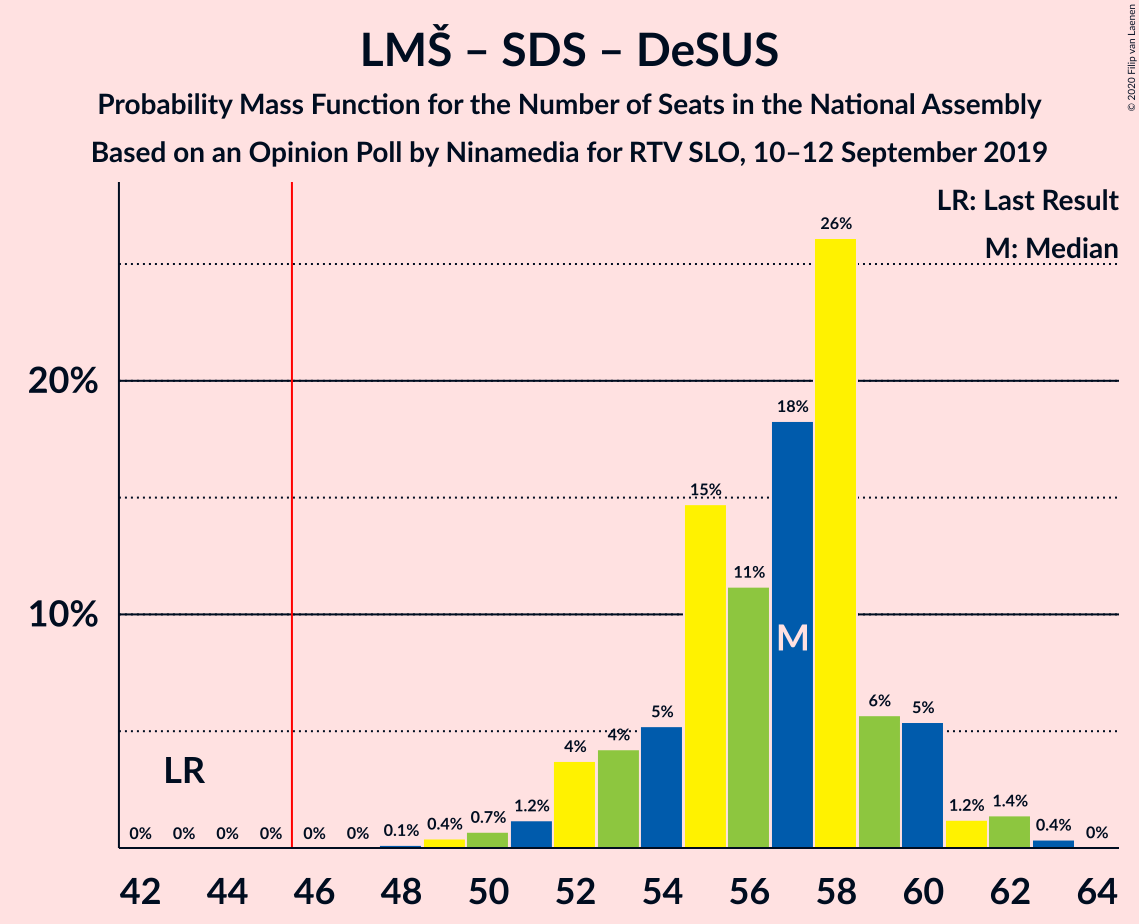 LMŠ – SDS – DeSUS
Probability Mass Function for the Number of Seats in the National Assembly
Based on an Opinion Poll by Ninamedia for RTV SLO, 10–12 September 2019
© 2020 Filip van Laenen
LR: Last Result
M: Median
20%
10%
LR
M
0% 0% 0% 0% 0% 0% 0.1% 0.4% 0.7% 1.2% 4% 4% 5% 15% 11% 18% 26% 6% 5% 1.2% 1.4% 0.4% 0%
42 44 46 48 50 52 54 56 58 60 62 64